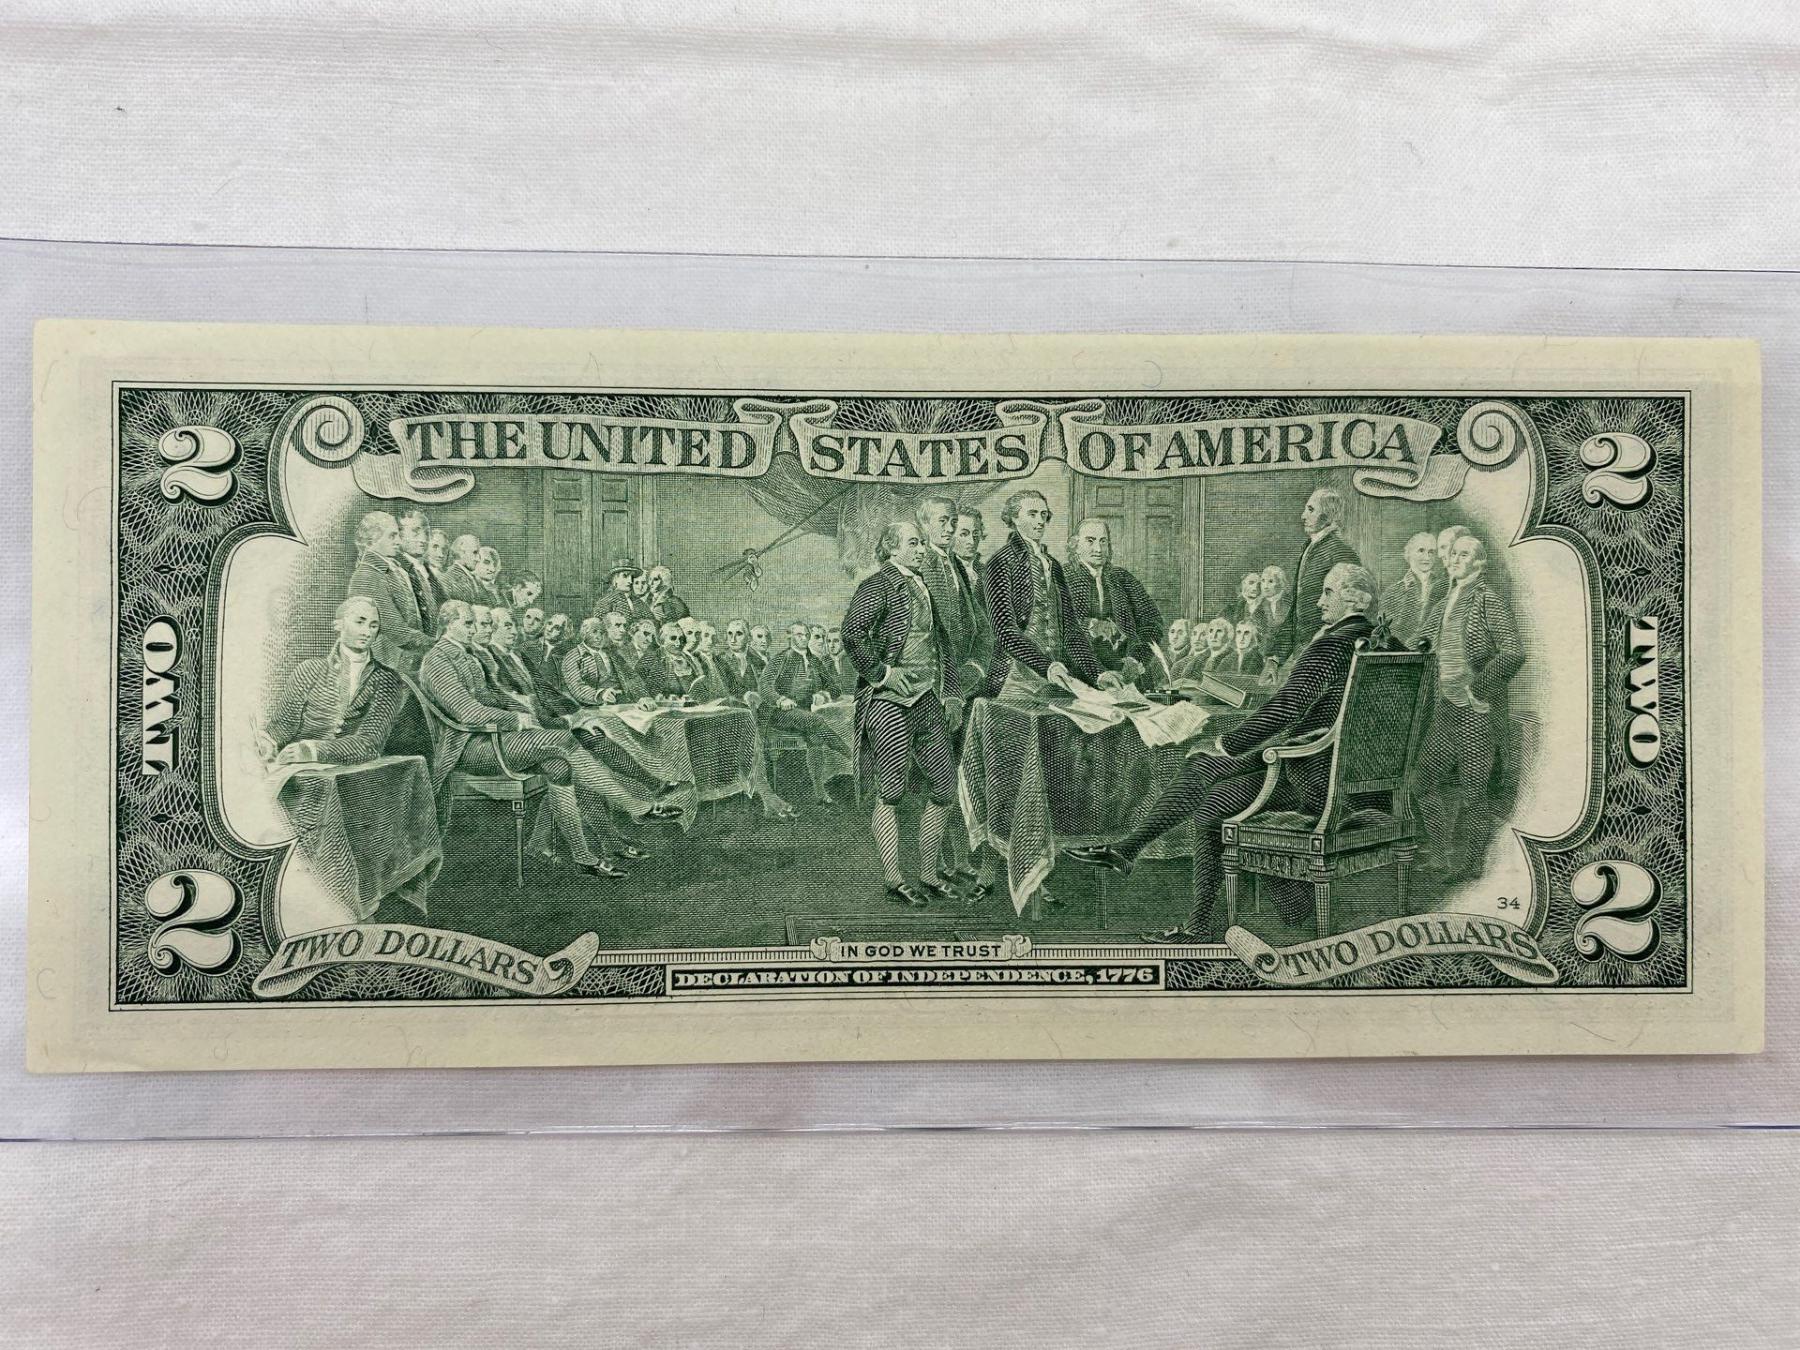 2 THE UNITED STATES OF AMERICA 2
TWO
TWO
34
2 TWO DOLLARS IN GOD WE TRUST TWO DOLLARS 2
DECLARATION OF INDEPENDENCE, 1776